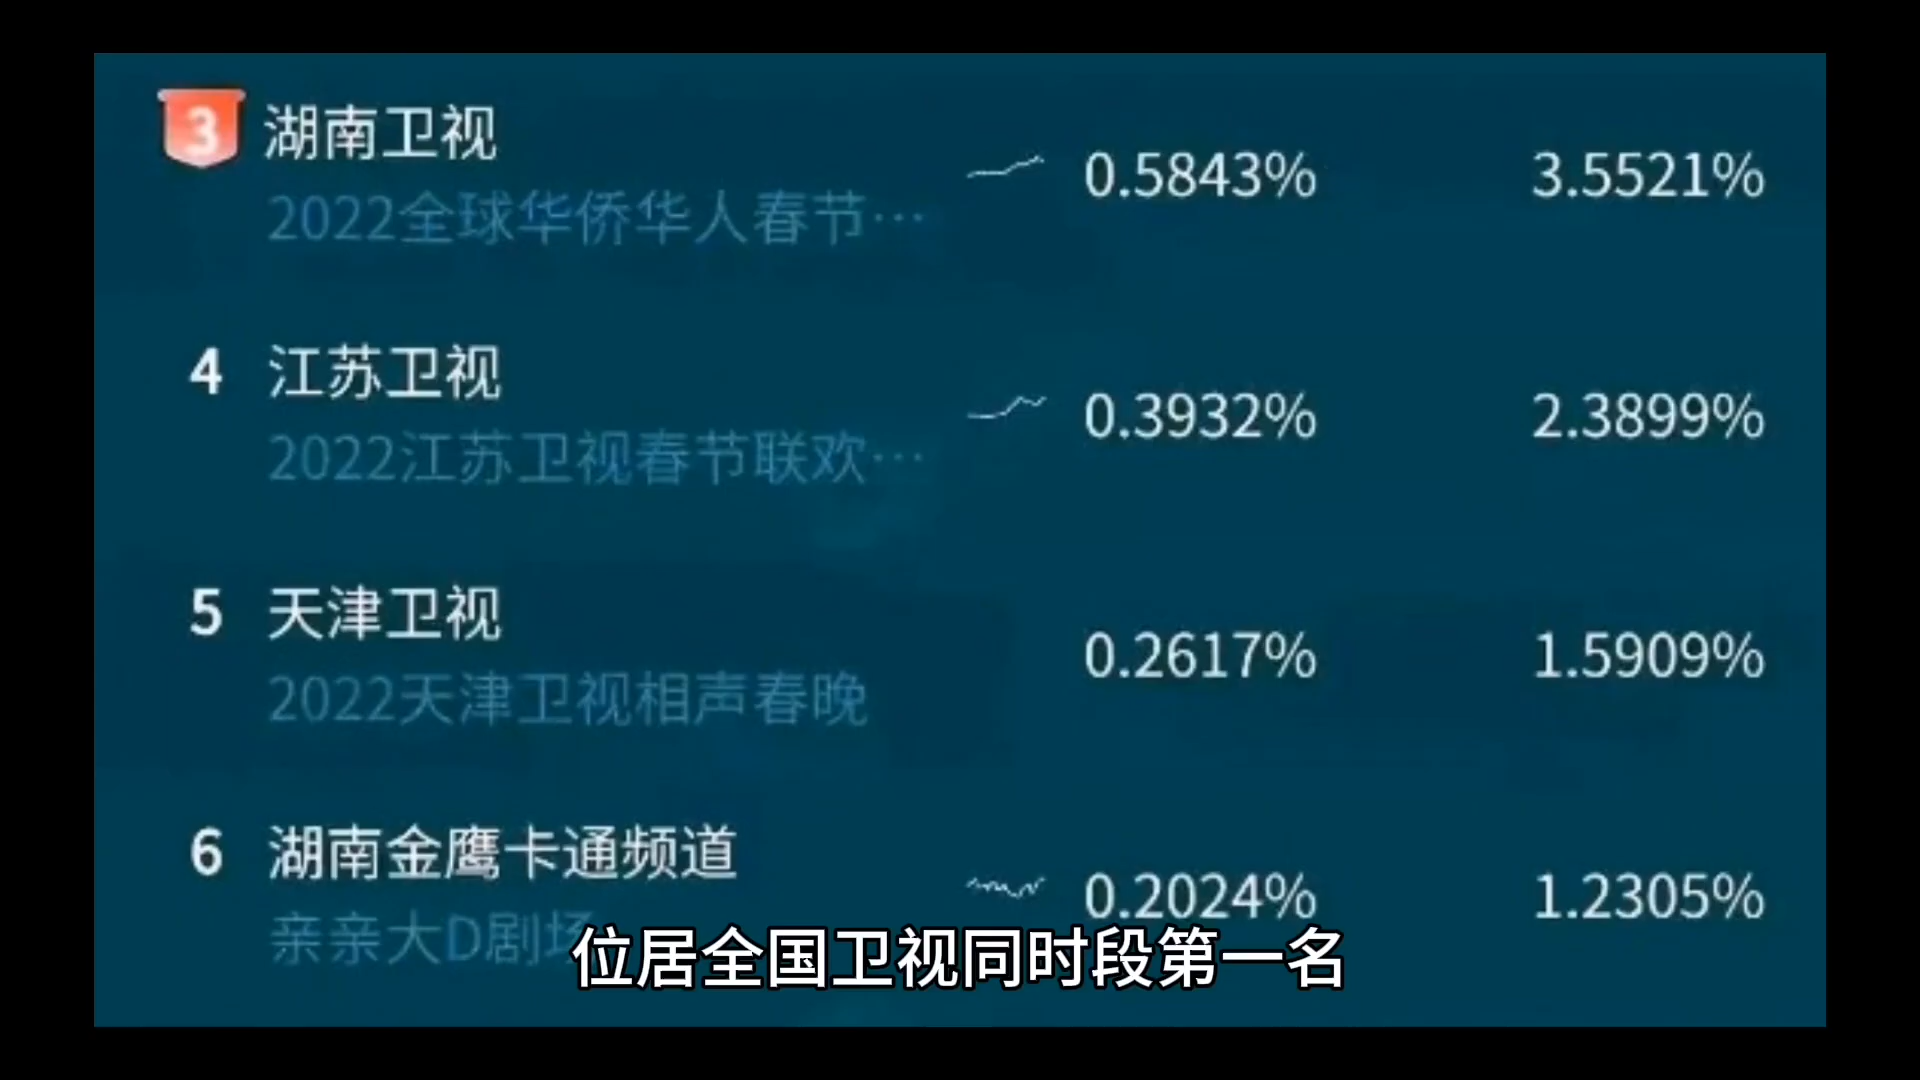 3 湖南卫视
0.5843% 3.5521%
2022全球华侨华人春节…
4 江苏卫视
0.3932% 2.3899%
2022江苏卫视春节联欢…
5 天津卫视
0.2617% 1.5909%
2022天津卫视相声春晚
6 湖南金鹰卡通频道
0.2024% 1.2305%
亲亲大D剧场
位居全国卫视同时段第一名